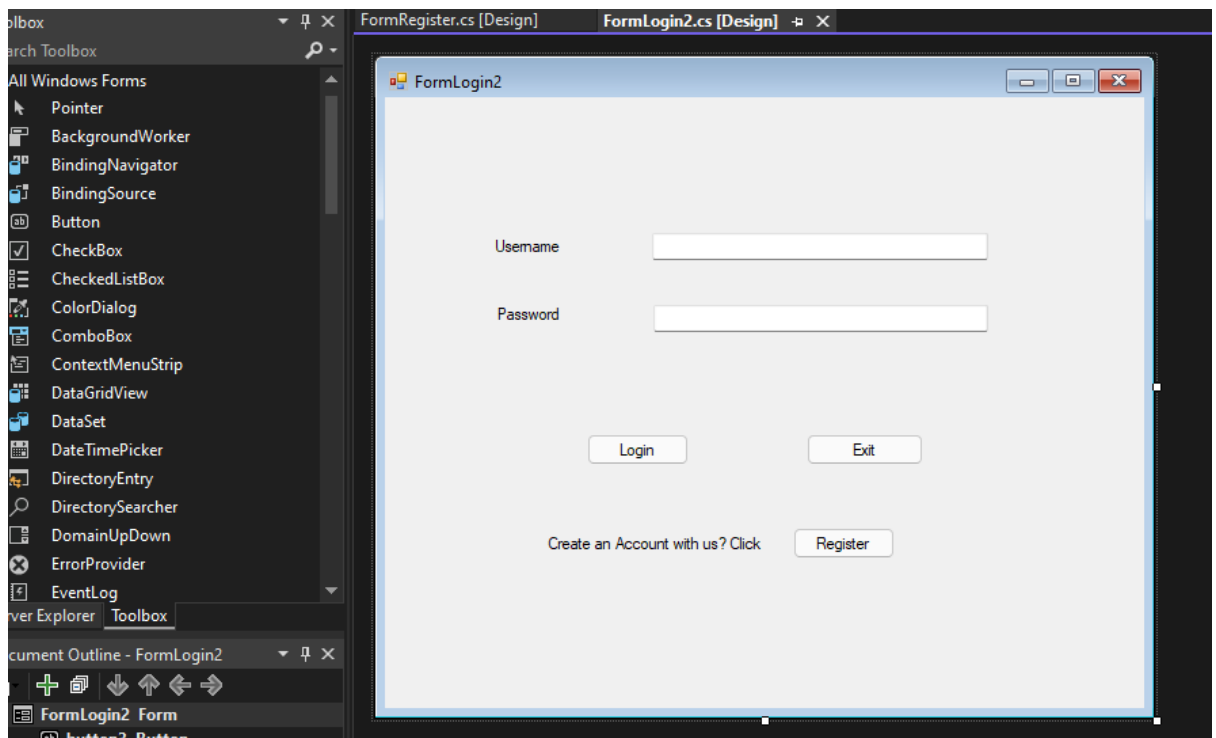 olbox
FormRegister.cs [Design]
FormLogin2.cs [Design]
arch Toolbox
All Windows Forms
Pointer
BackgroundWorker
BindingNavigator
BindingSource
Button
CheckBox
CheckedListBox
ColorDialog
ComboBox
ContextMenuStrip
DataGridView
DataSet
DateTimePicker
DirectoryEntry
DirectorySearcher
DomainUpDown
ErrorProvider
EventLog
rver Explorer Toolbox
cument Outline - FormLogin2
FormLogin2 Form
button3 Button
FormLogin2
Username
Password
Login Exit
Create an Account with us? Click Register